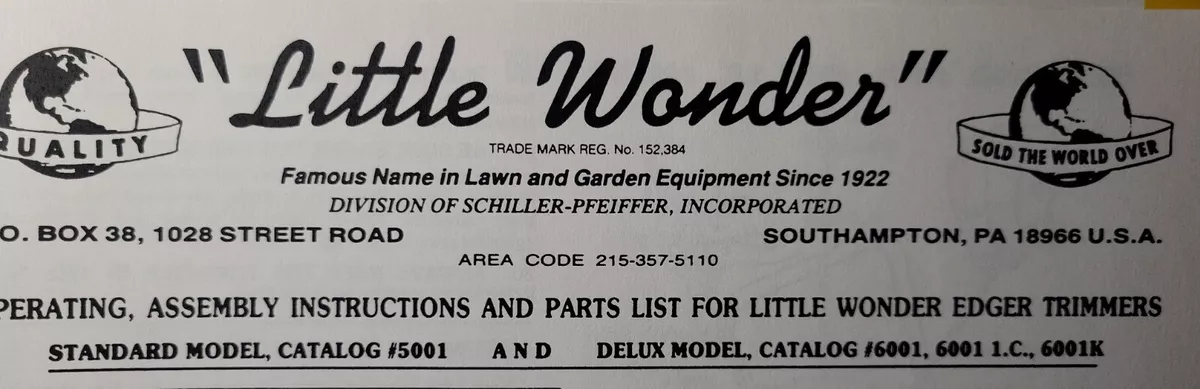 "Little Wonder"
QUALITY
SOLD THE WORLD OVER
TRADE MARK REG. No. 152,384
Famous Name in Lawn and Garden Equipment Since 1922
DIVISION OF SCHILLER-PFEIFFER, INCORPORATED
O. BOX 38, 1028 STREET ROAD
SOUTHAMPTON, PA 18966 U.S.A.
AREA CODE 215-357-5110
PERATING, ASSEMBLY INSTRUCTIONS AND PARTS LIST FOR LITTLE WONDER EDGER TRIMMERS
STANDARD MODEL, CATALOG #5001 AND DELUX MODEL, CATALOG #6001, 6001 1.C., 6001K